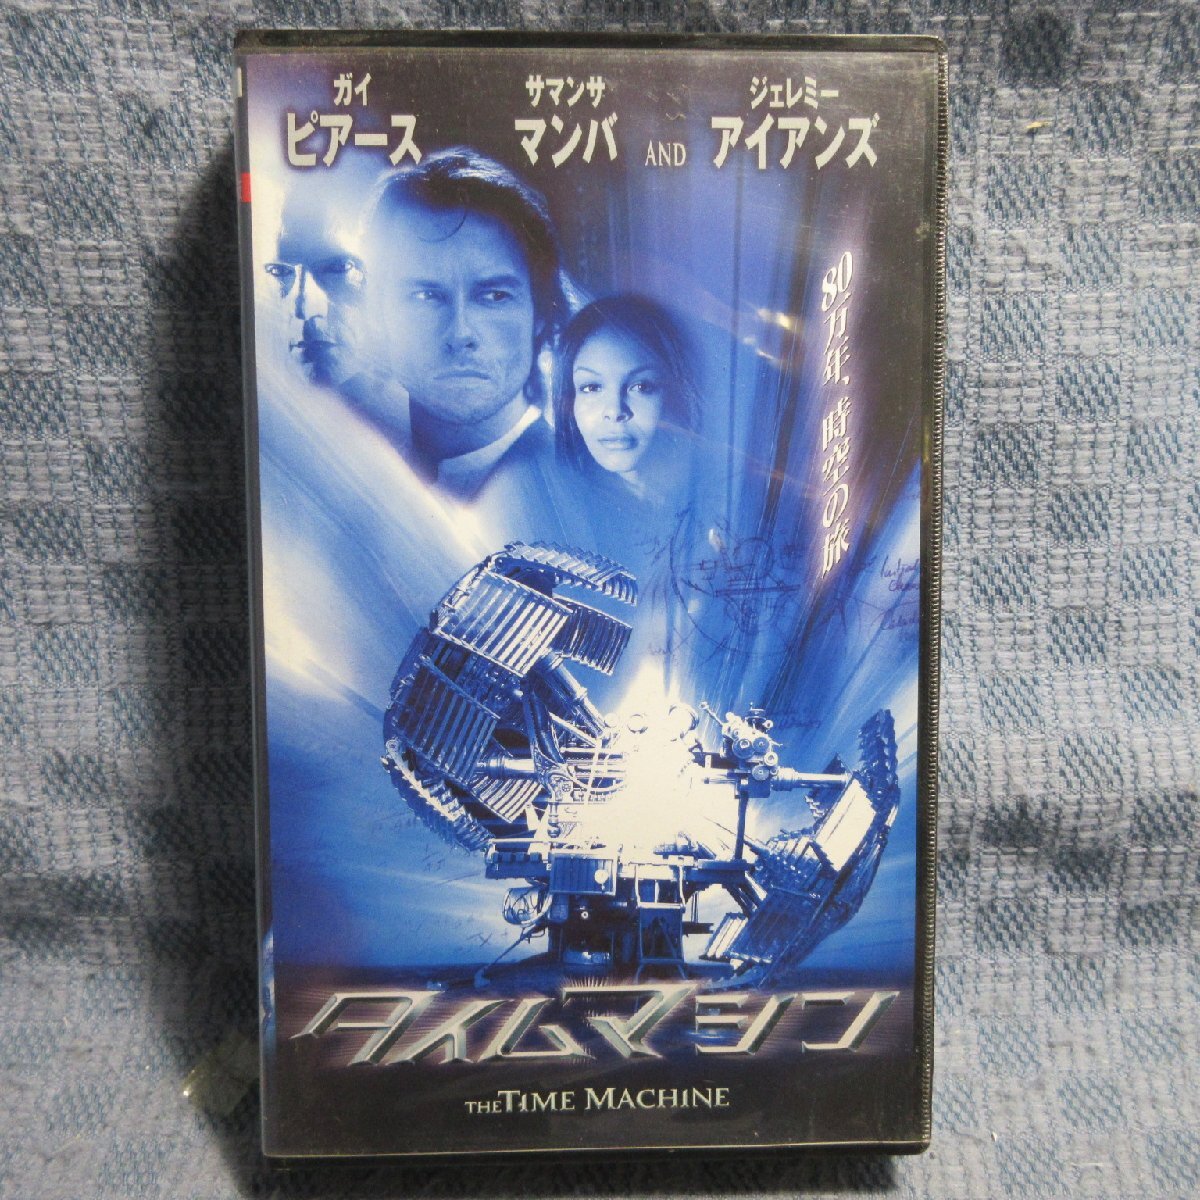 ガイ
ピアース
サマンサ
マンバ
AND
ジェレミー
アイアンズ
80万年、時空の旅
タイムマシン
THE TIME MACHINE